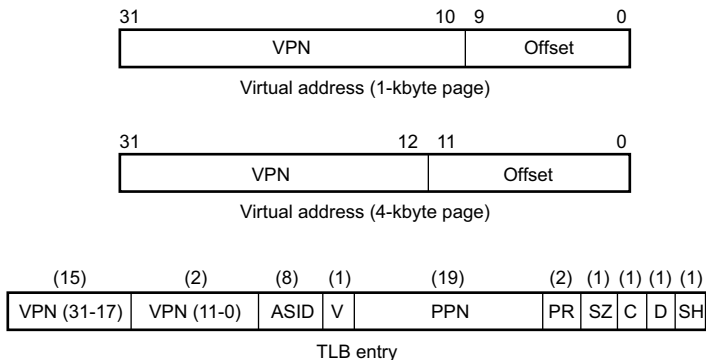 31 10 9 0
VPN Offset
Virtual address (1-kbyte page)
31 12 11 0
VPN Offset
Virtual address (4-kbyte page)
(15) (2) (8) (1) (19) (2) (1) (1) (1) (1)
VPN (31-17) VPN (11-0) ASID V PPN PR SZ C D SH
TLB entry